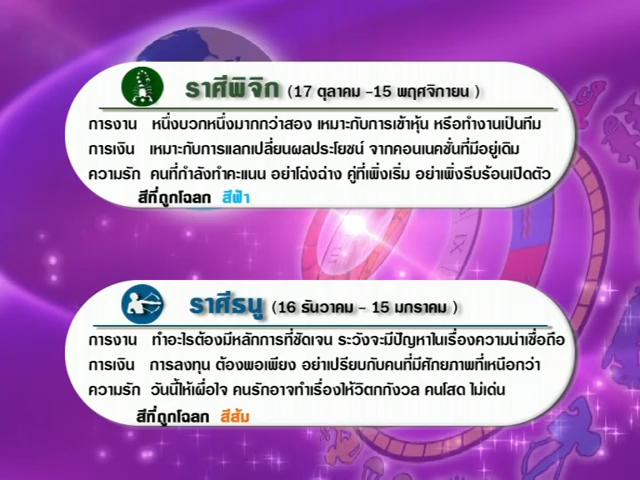 ราศีพิจิก (17 ตุลาคม -15 พฤศจิกายน )
การงาน หนึ่งบวกหนึ่งมากกว่าสอง เหมาะกับการเข้าหุ้น หรือทำงานเป็นทีม
การเงิน เหมาะกับการแลกเปลี่ยนผลประโยชน์ จากคอนเนคชั่นที่มีอยู่เดิม
ความรัก คนที่กำลังทำคะแนน อย่าโฉ่งฉ่าง คู่ที่เพิ่งเริ่ม อย่าเพิ่งรีบร้อนเปิดตัว
สีที่ถูกโฉลก สีฟ้า
ราศีธนู (16 ธันวาคม - 15 มกราคม )
การงาน ทำอะไรต้องมีหลักการที่ชัดเจน ระวังจะมีปัญหาในเรื่องความน่าเชื่อถือ
การเงิน การลงทุน ต้องพอเพียง อย่าเปรียบกับคนที่มีศักยภาพที่เหนือกว่า
ความรัก วันนี้ให้เผื่อใจ คนรักอาจทำเรื่องให้วิตกกังวล คนโสด ไม่เด่น
สีที่ถูกโฉลก สีส้ม